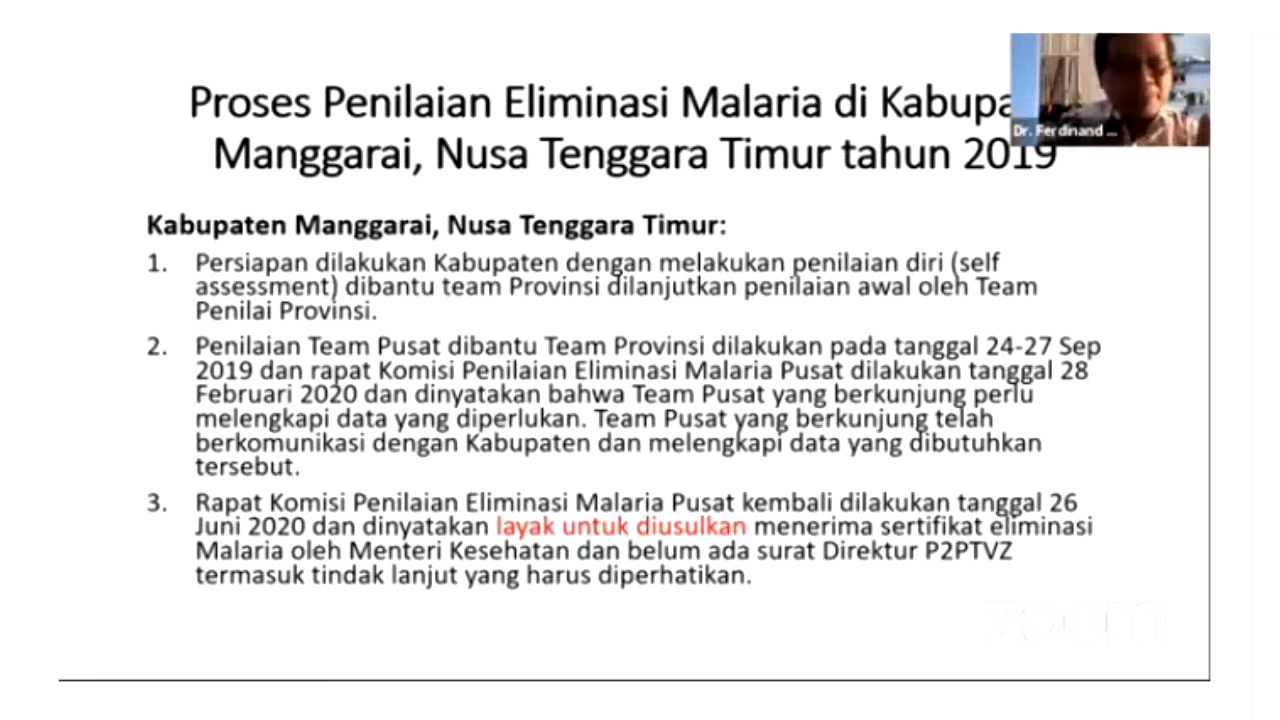 Proses Penilaian Eliminasi Malaria di Kabupa
Manggarai, Nusa Tenggara Timur tahun 2019
Dr. Ferdinand ...
Kabupaten Manggarai, Nusa Tenggara Timur:
1. Persiapan dilakukan Kabupaten dengan melakukan penilaian diri (self
assessment) dibantu team Provinsi dilanjutkan penilaian awal oleh Team
Penilai Provinsi.
2. Penilaian Team Pusat dibantu Team Provinsi dilakukan pada tanggal 24-27 Sep
2019 dan rapat Komisi Penilaian Eliminasi Malaria Pusat dilakukan tanggal 28
Februari 2020 dan dinyatakan bahwa Team Pusat yang berkunjung perlu
melengkapi data yang diperlukan. Team Pusat yang berkunjung telah
berkomunikasi dengan Kabupaten dan melengkapi data yang dibutuhkan
tersebut.
3. Rapat Komisi Penilaian Eliminasi Malaria Pusat kembali dilakukan tanggal 26
Juni 2020 dan dinyatakan layak untuk diusulkan menerima sertifikat eliminasi
Malaria oleh Menteri Kesehatan dan belum ada surat Direktur P2PTVZ
termasuk tindak lanjut yang harus diperhatikan.
zoom